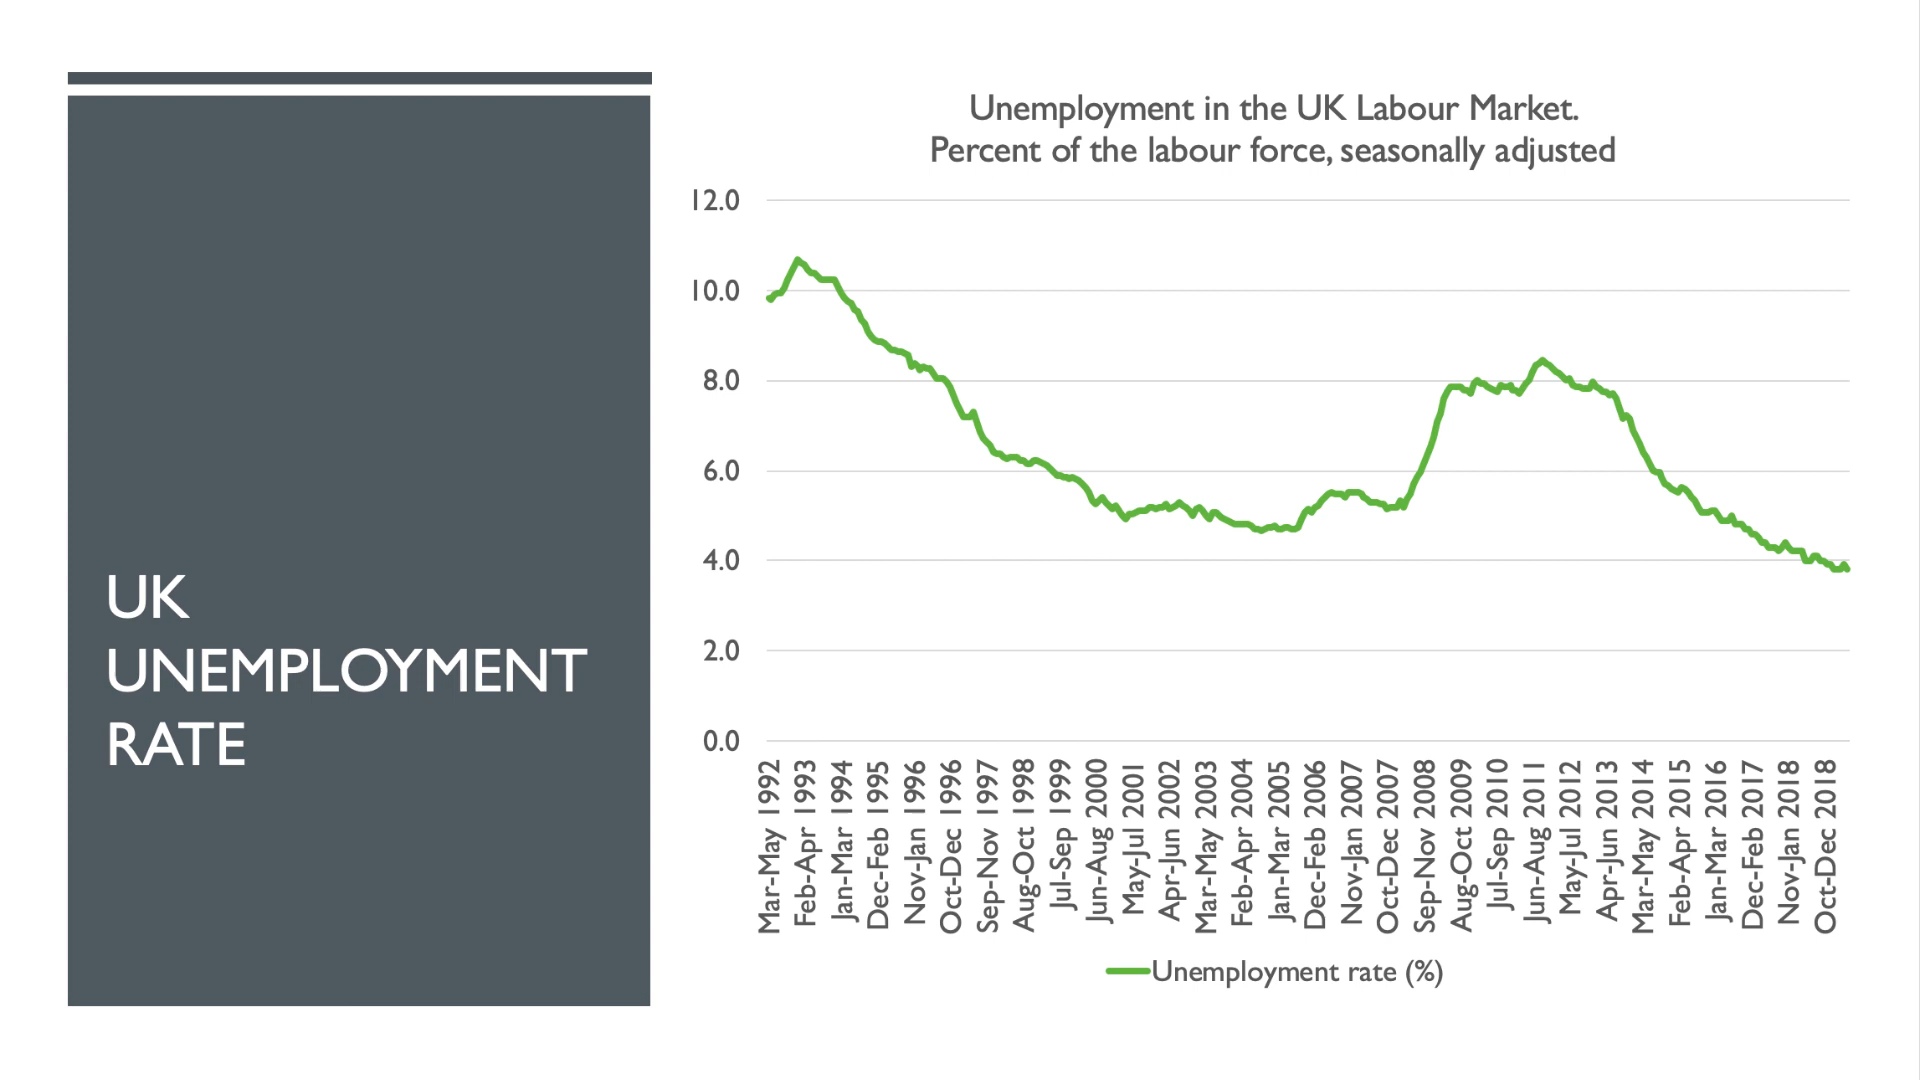 UK
UNEMPLOYMENT
RATE
Unemployment in the UK Labour Market.
Percent of the labour force, seasonally adjusted
12.0
10.0
8.0
6.0
4.0
2.0
0.0
Mar-May 1992
Feb-Apr 1993
Jan-Mar 1994
Dec-Feb 1995
Nov-Jan 1996
Oct-Dec 1996
Sep-Nov 1997
Aug-Oct 1998
Jul-Sep 1999
Jun-Aug 2000
May-Jul 2001
Apr-Jun 2002
Mar-May 2003
Feb-Apr 2004
Jan-Mar 2005
Dec-Feb 2006
Nov-Jan 2007
Oct-Dec 2007
Sep-Nov 2008
Aug-Oct 2009
Jul-Sep 2010
Jun-Aug 2011
May-Jul 2012
Apr-Jun 2013
Mar-May 2014
Feb-Apr 2015
Jan-Mar 2016
Dec-Feb 2017
Nov-Jan 2018
Oct-Dec 2018
Unemployment rate (%)